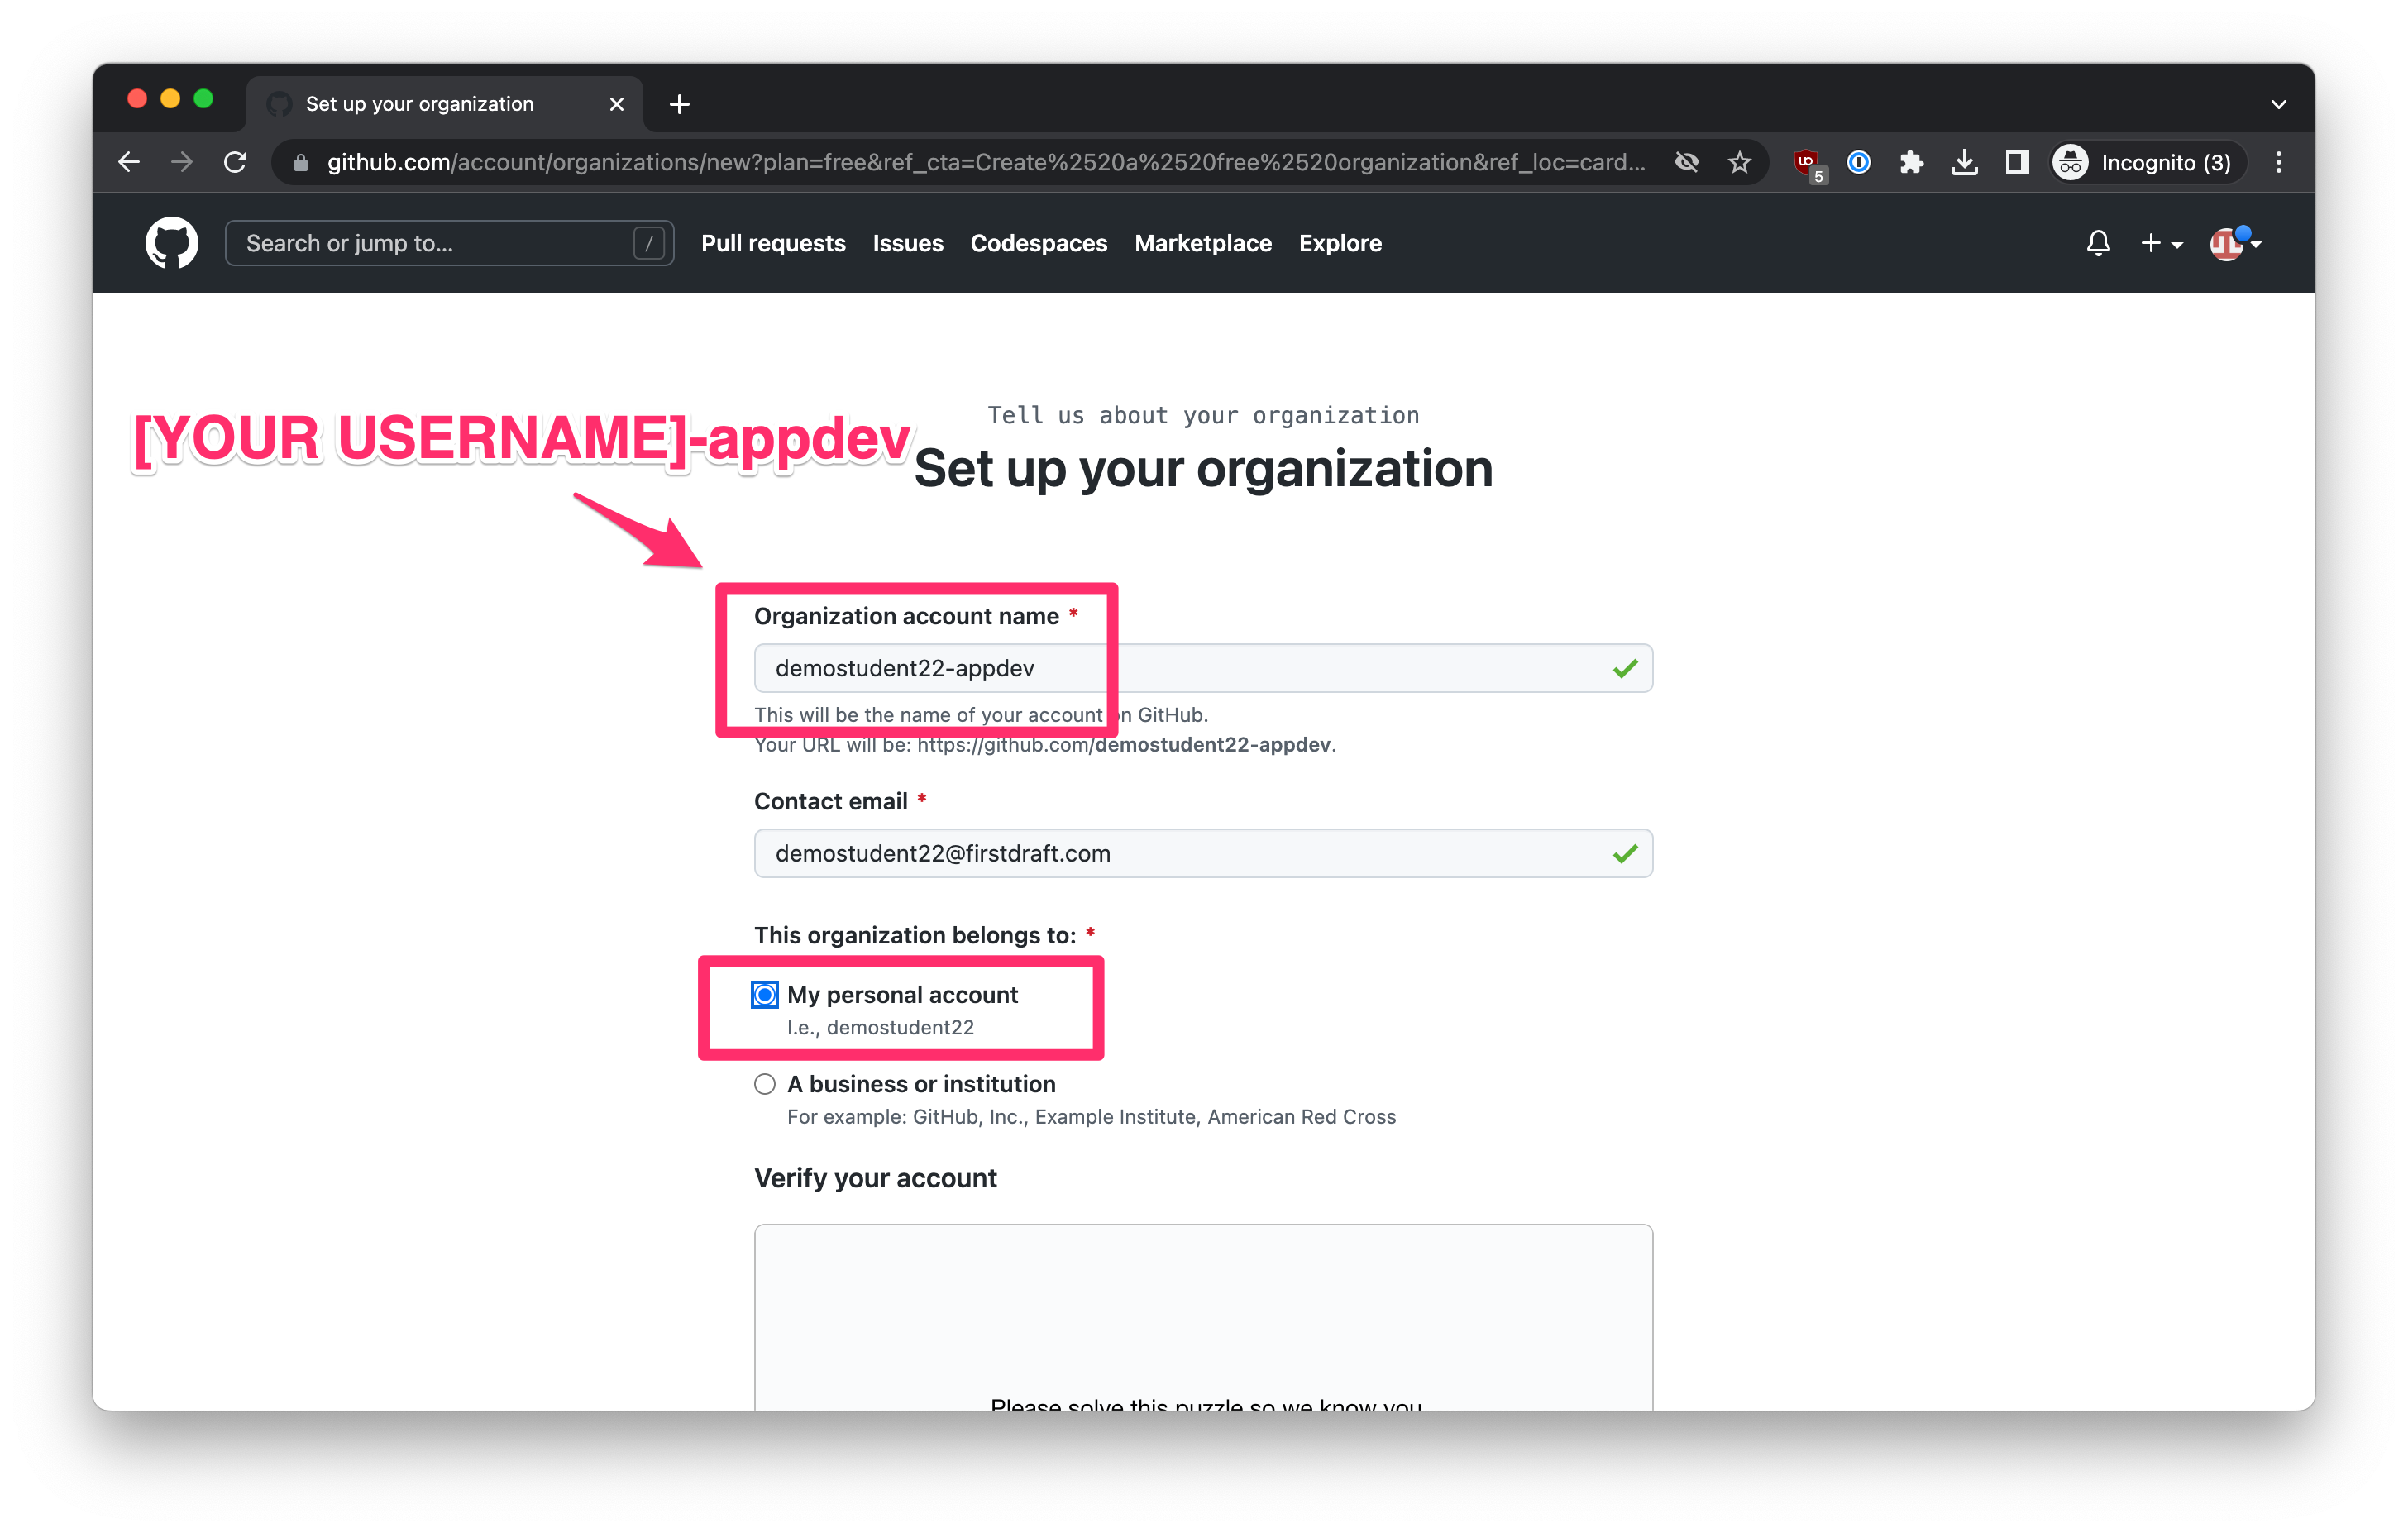 Set up your organization
github.com/account/organizations/new?plan=free&ref_cta=Create%2520a%2520free%2520organization&ref_loc=card...
5
Incognito (3)
Search or jump to...
/
Pull requests
Issues
Codespaces
Marketplace
Explore
Tell us about your organization
[YOUR USERNAME]-appdev
Set up your organization
Organization account name *
demostudent22-appdev
This will be the name of your account on GitHub.
Your URL will be: https://github.com/demostudent22-appdev.
Contact email *
demostudent22@firstdraft.com
This organization belongs to: *
My personal account
I.e., demostudent22
A business or institution
For example: GitHub, Inc., Example Institute, American Red Cross
Verify your account
Please solve this puzzle so we know you